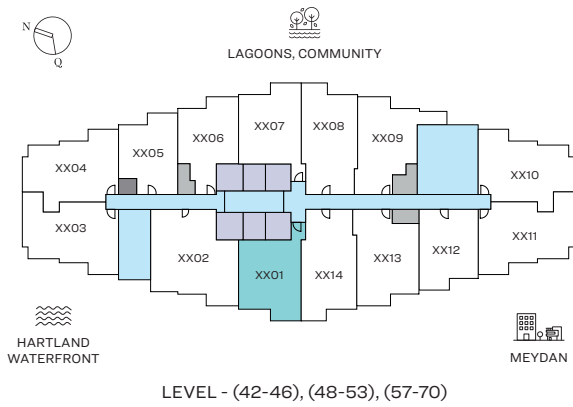 N
Q
LAGOONS, COMMUNITY
XX07
XX08
XX06
XX09
XX05
XX04
XX10
XX03
XX11
XX02
XX12
XX13
XX01
XX14
HARTLAND
WATERFRONT
MEYDAN
LEVEL - (42-46), (48-53), (57-70)